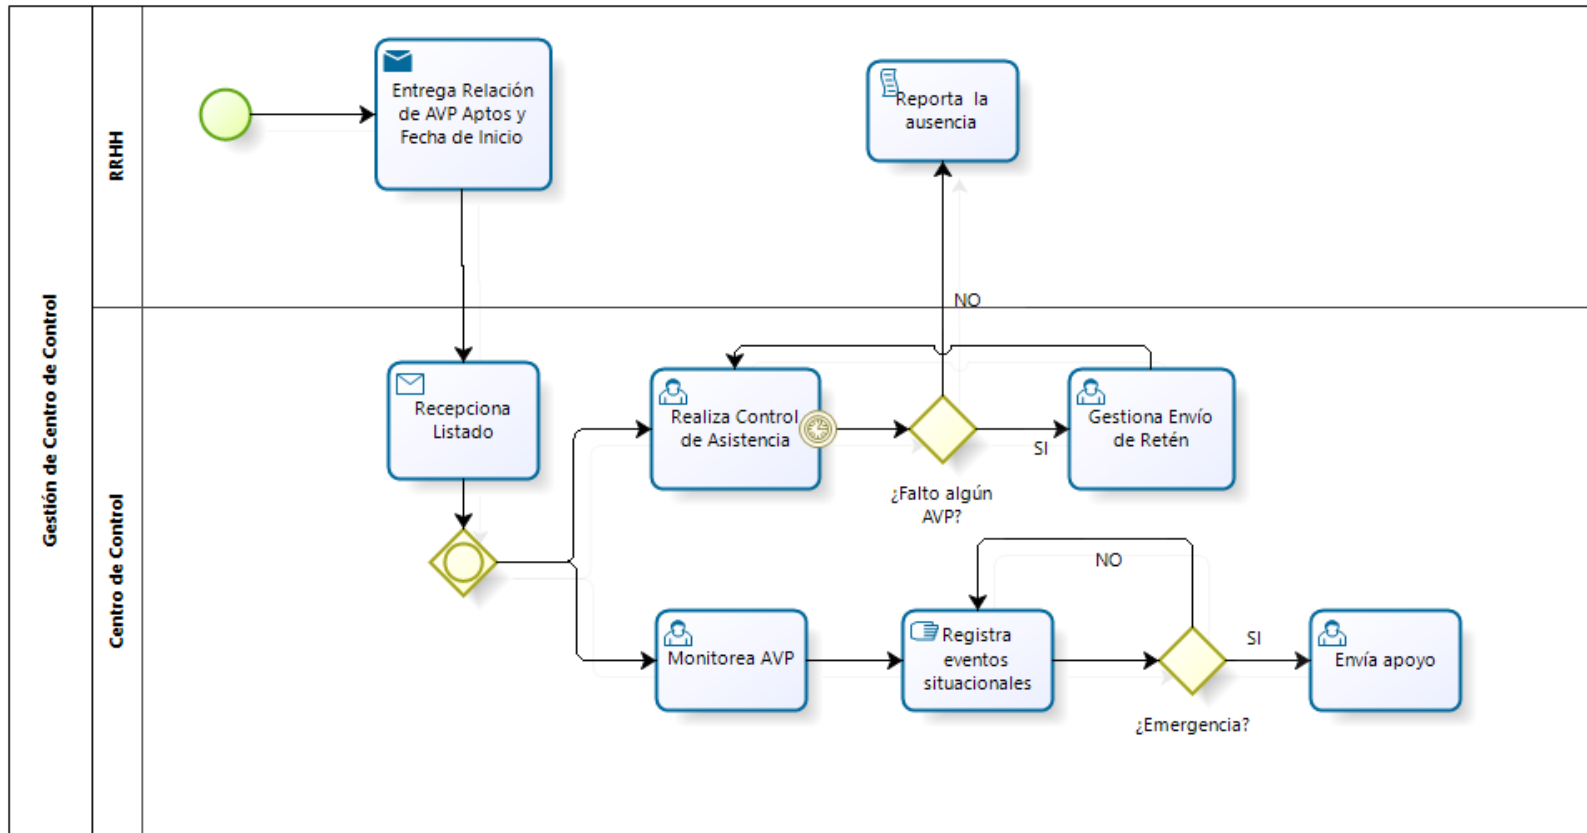 Gestión de Centro de Control
RRHH
Entrega Relación
de AVP Aptos y
Fecha de Inicio
Reporta  la
ausencia
NO
Centro de Control
Recepciona
Listado
Realiza Control
de Asistencia
¿Falto algún
AVP?
SI
Gestiona Envío
de Retén
Monitorea AVP
Registra
eventos
situacionales
NO
¿Emergencia?
SI
Envía apoyo